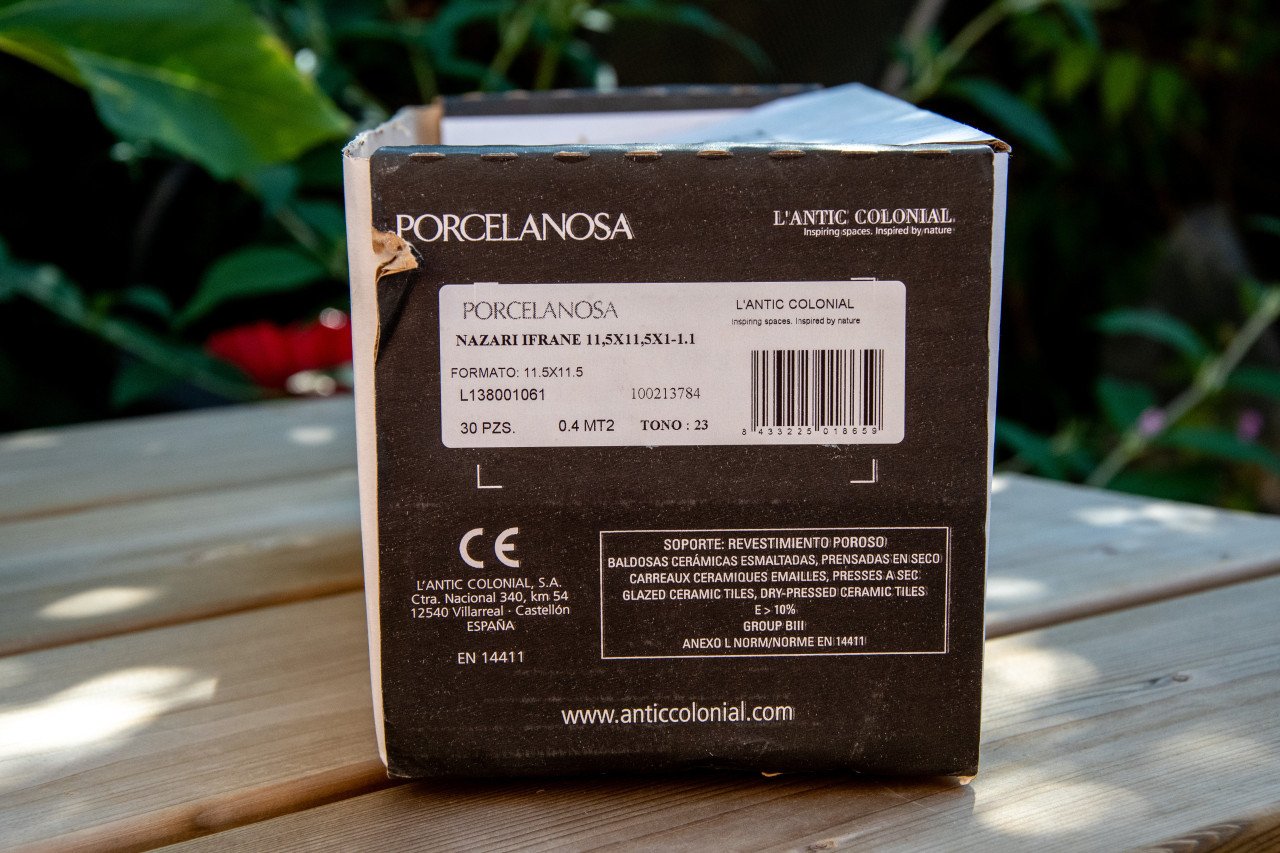 PORCELANOSA
L'ANTIC COLONIAL
Inspiring spaces. Inspired by nature
PORCELANOSA
L'ANTIC COLONIAL
Inspiring spaces. Inspired by nature
NAZARI IFRANE 11,5X11,5X1-1.1
FORMATO: 11.5X11.5
L138001061
100213784
30 PZS.
0.4 MT2
TONO : 23
8 433225 018659
CE
L'ANTIC COLONIAL, S.A.
Ctra. Nacional 340, km 54
12540 Villarreal · Castellón
ESPAÑA
EN 14411
SOPORTE: REVESTIMIENTO POROSO
BALDOSAS CERÁMICAS ESMALTADAS, PRENSADAS EN SECO
CARREAUX CERAMIQUES EMAILLES, PRESSES A SEC
GLAZED CERAMIC TILES, DRY-PRESSED CERAMIC TILES
E > 10%
GROUP BIII
ANEXO L NORM/NORME EN 14411
www.anticcolonial.com